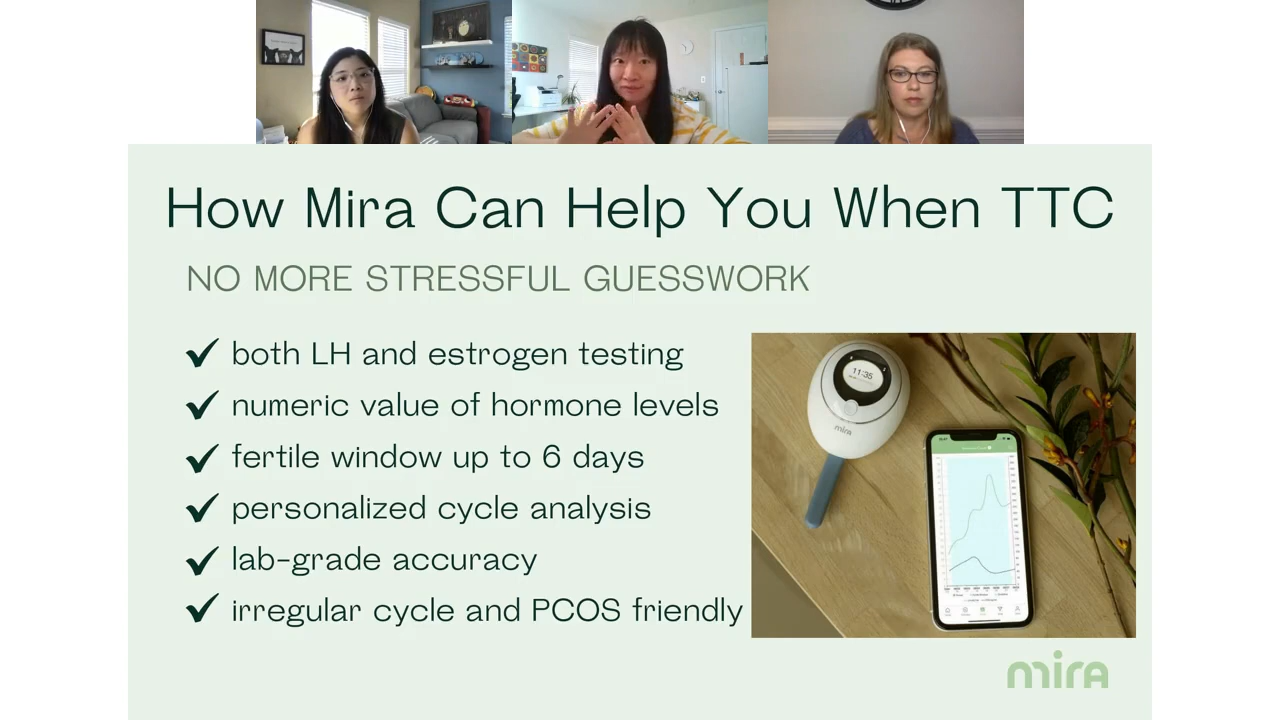 How Mira Can Help You When TTC
NO MORE STRESSFUL GUESSWORK
both LH and estrogen testing
numeric value of hormone levels
fertile window up to 6 days
personalized cycle analysis
lab-grade accuracy
irregular cycle and PCOS friendly
11:35
mira
mira